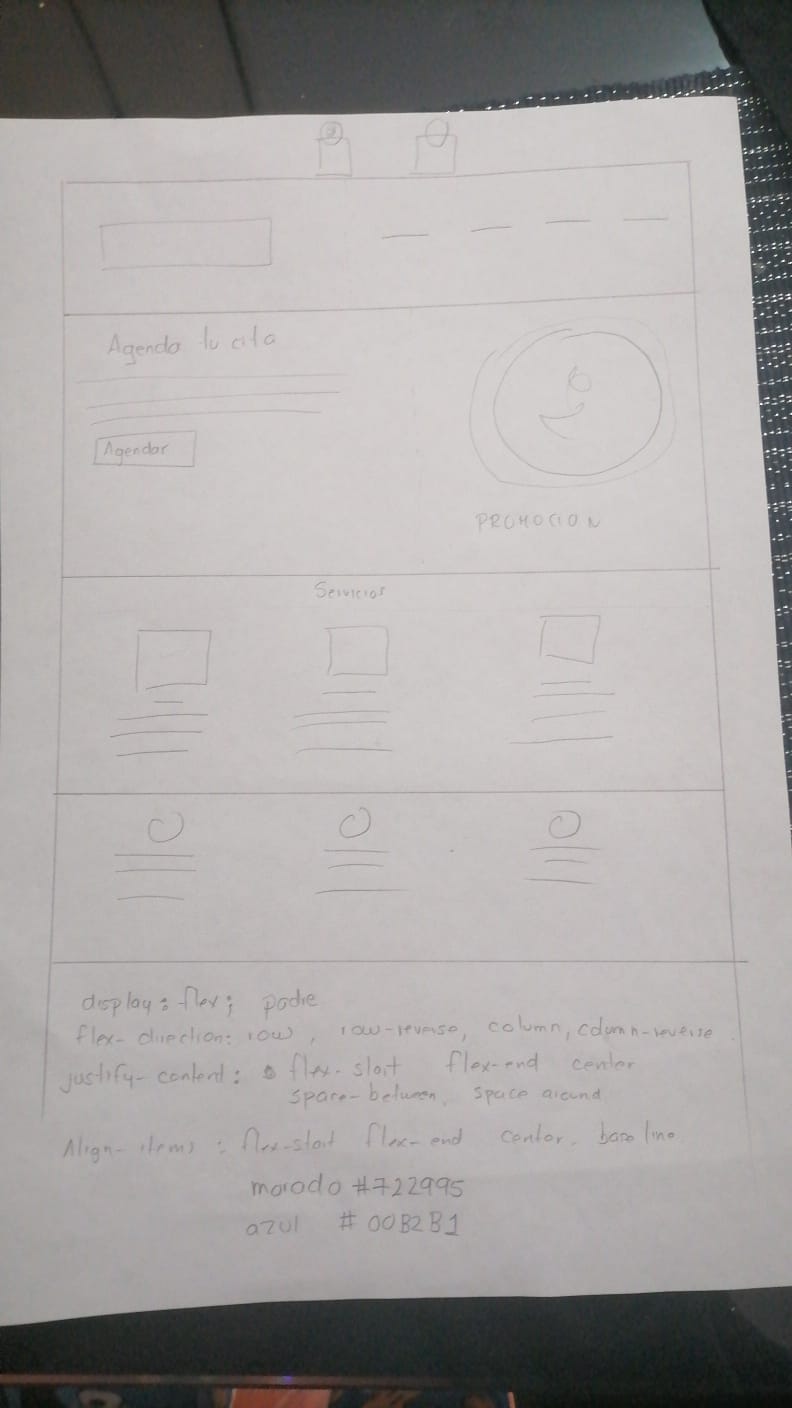 Agenda tu cita
Agendar
PROMOCION
Servicios
display: flex; padre
flex-direction: row, row-reverse, column, column-reverse
justify-content: flex-start flex-end center
space-between, space around
Align-items: flex-start flex-end center. baseline
morado #722995
azul #00B2B1